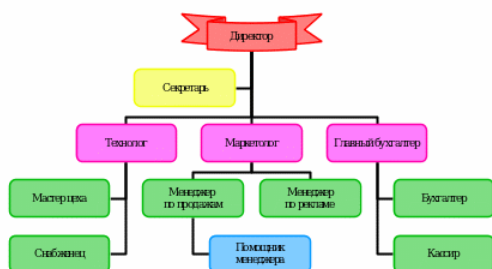 Директор
Секретарь
Технолог
Маркетолог
Главный бухгалтер
Мастер цеха
Менеджер
по продажам
Менеджер
по рекламе
Бухгалтер
Снабженец
Помощник
менеджера
Кассир